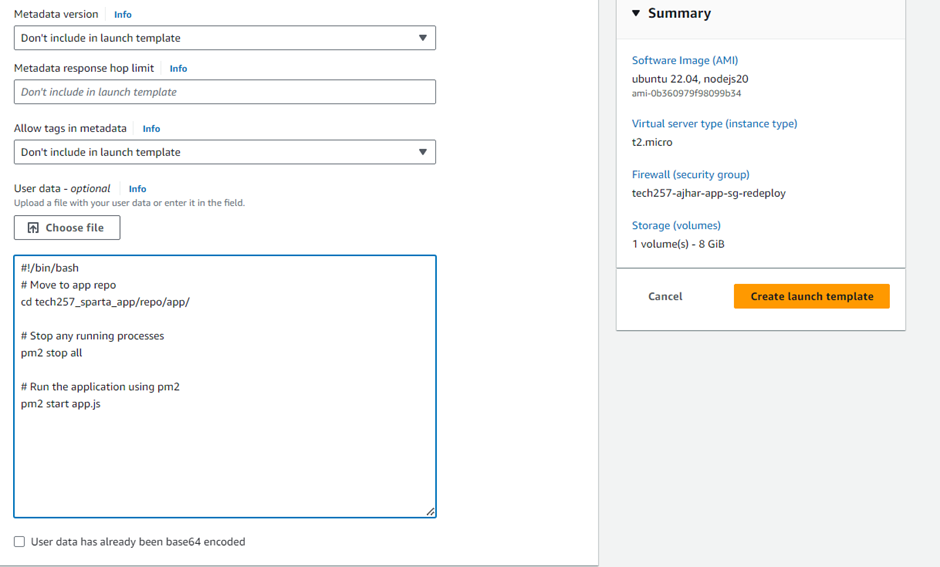 Metadata version Info
Don't include in launch template
Metadata response hop limit Info
Don't include in launch template
Allow tags in metadata Info
Don't include in launch template
User data - optional Info
Upload a file with your user data or enter it in the field.
Choose file
#!/bin/bash
# Move to app repo
cd tech257_sparta_app/repo/app/
# Stop any running processes
pm2 stop all
# Run the application using pm2
pm2 start app.js
User data has already been base64 encoded
Summary
Software Image (AMI)
ubuntu 22.04, nodejs20
ami-0b360979f98099b34
Virtual server type (instance type)
t2.micro
Firewall (security group)
tech257-ajhar-app-sg-redeploy
Storage (volumes)
1 volume(s) - 8 GiB
Cancel
Create launch template